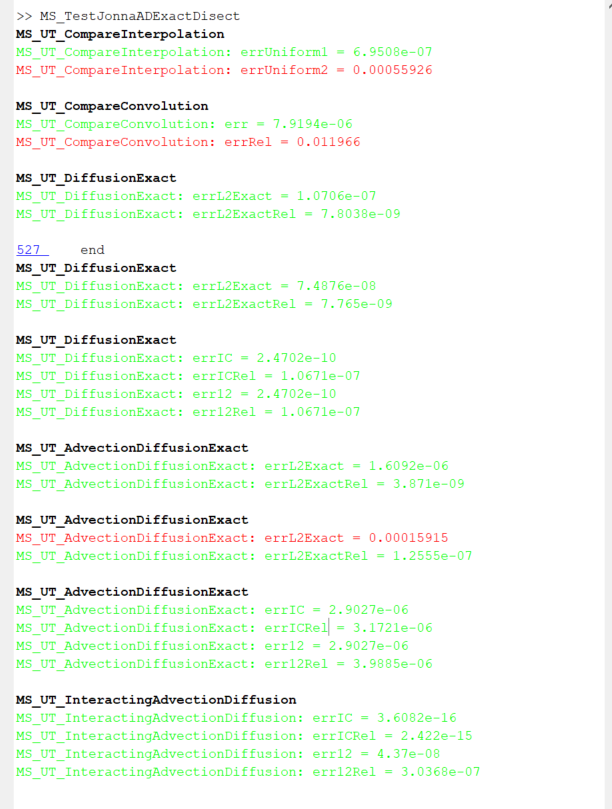 >> MS_TestJonnaADExactDisect
MS_UT_CompareInterpolation
MS_UT_CompareInterpolation: errUniform1 = 6.9508e-07
MS_UT_CompareInterpolation: errUniform2 = 0.00055926
MS_UT_CompareConvolution
MS_UT_CompareConvolution: err = 7.9194e-06
MS_UT_CompareConvolution: errRel = 0.011966
MS_UT_DiffusionExact
MS_UT_DiffusionExact: errL2Exact = 1.0706e-07
MS_UT_DiffusionExact: errL2ExactRel = 7.8038e-09
527     end
MS_UT_DiffusionExact
MS_UT_DiffusionExact: errL2Exact = 7.4876e-08
MS_UT_DiffusionExact: errL2ExactRel = 7.765e-09
MS_UT_DiffusionExact
MS_UT_DiffusionExact: errIC = 2.4702e-10
MS_UT_DiffusionExact: errICRel = 1.0671e-07
MS_UT_DiffusionExact: err12 = 2.4702e-10
MS_UT_DiffusionExact: err12Rel = 1.0671e-07
MS_UT_AdvectionDiffusionExact
MS_UT_AdvectionDiffusionExact: errL2Exact = 1.6092e-06
MS_UT_AdvectionDiffusionExact: errL2ExactRel = 3.871e-09
MS_UT_AdvectionDiffusionExact
MS_UT_AdvectionDiffusionExact: errL2Exact = 0.00015915
MS_UT_AdvectionDiffusionExact: errL2ExactRel = 1.2555e-07
MS_UT_AdvectionDiffusionExact
MS_UT_AdvectionDiffusionExact: errIC = 2.9027e-06
MS_UT_AdvectionDiffusionExact: errICRel = 3.1721e-06
MS_UT_AdvectionDiffusionExact: err12 = 2.9027e-06
MS_UT_AdvectionDiffusionExact: err12Rel = 3.9885e-06
MS_UT_InteractingAdvectionDiffusion
MS_UT_InteractingAdvectionDiffusion: errIC = 3.6082e-16
MS_UT_InteractingAdvectionDiffusion: errICRel = 2.422e-15
MS_UT_InteractingAdvectionDiffusion: err12 = 4.37e-08
MS_UT_InteractingAdvectionDiffusion: err12Rel = 3.0368e-07